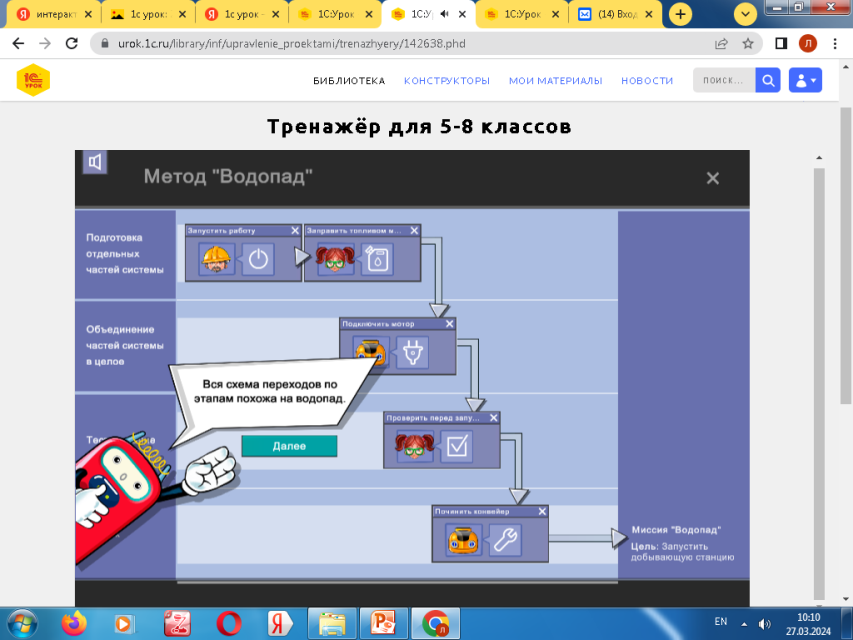 интеракт
1с урок:
1с урок -
1С:Урок
1С:У
1С:Урок
(14) Вход
urok.1c.ru/library/inf/upravlenie_proektami/trenazhyery/142638.phd
Л
1С
УРОК
БИБЛИОТЕКА
КОНСТРУКТОРЫ
МОИ МАТЕРИАЛЫ
НОВОСТИ
ПОИСК...
Тренажёр для 5-8 классов
Метод "Водопад"
Подготовка
отдельных
частей системы
Запустить работу
Заправить топливом м...
Объединение
частей системы
в целое
Подключить мотор
Вся схема переходов по
этапам похожа на водопад.
Проверить перед запу...
Далее
Починить конвейер
Миссия "Водопад"
Цель: Запустить
добывающую станцию
EN
10:10
27.03.2024